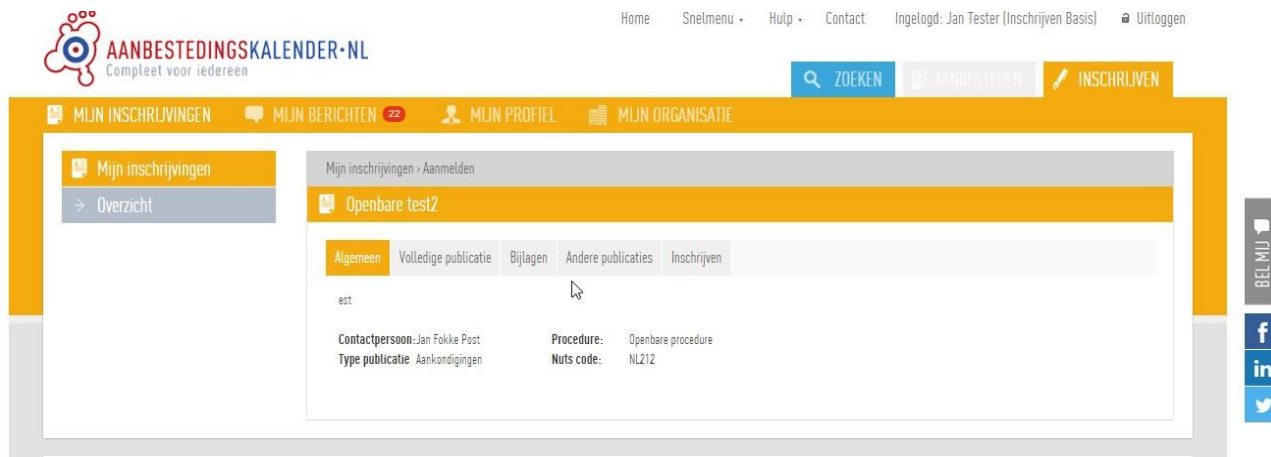 Home Snelmenu Hulp Contact Ingelogd: Jan Tester (Inschrijven Basis) Uitloggen
AANBESTEDINGSKALENDER·NL
Compleet voor iedereen
ZOEKEN AANBESTEDEN INSCHRIJVEN
MIJN INSCHRIJVINGEN MIJN BERICHTEN 22 MIJN PROFIEL MIJN ORGANISATIE
Mijn inschrijvingen
Overzicht
Mijn inschrijvingen › Aanmelden
Openbare test2
Algemeen Volledige publicatie Bijlagen Andere publicaties Inschrijven
est
Contactpersoon: Jan Fokke Post Procedure: Openbare procedure
Type publicatie Aankondigingen Nuts code: NL212
BEL MIJ
f
in